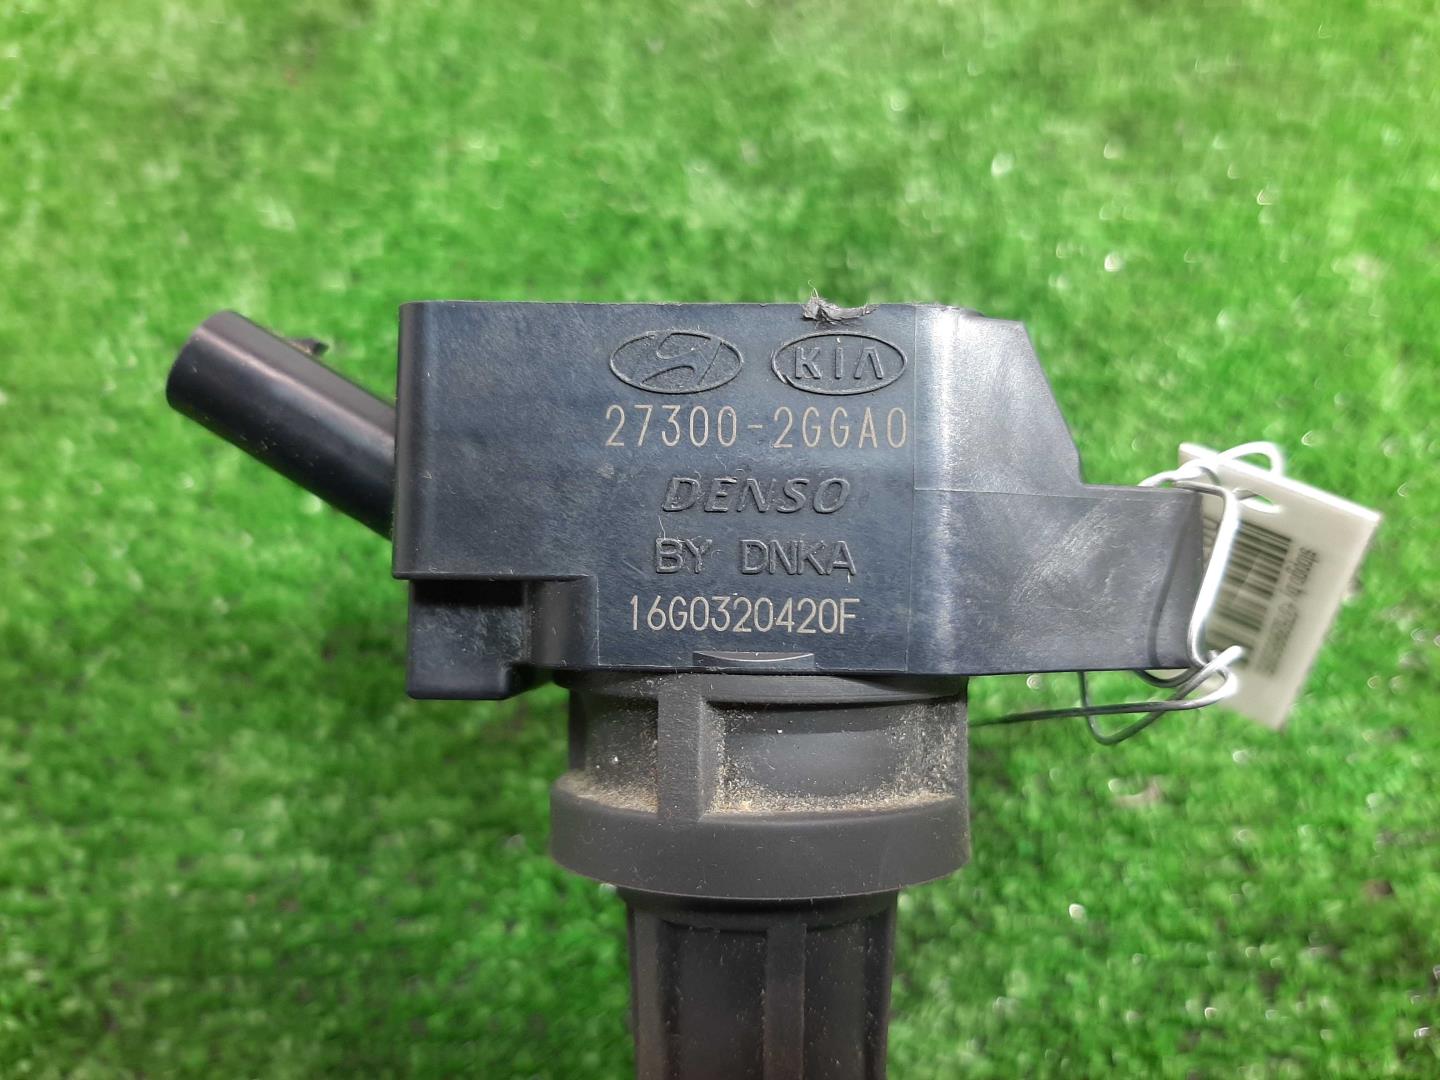 KIA
27300-2GGA0
DENSO
BY DNKA
16G0320420F